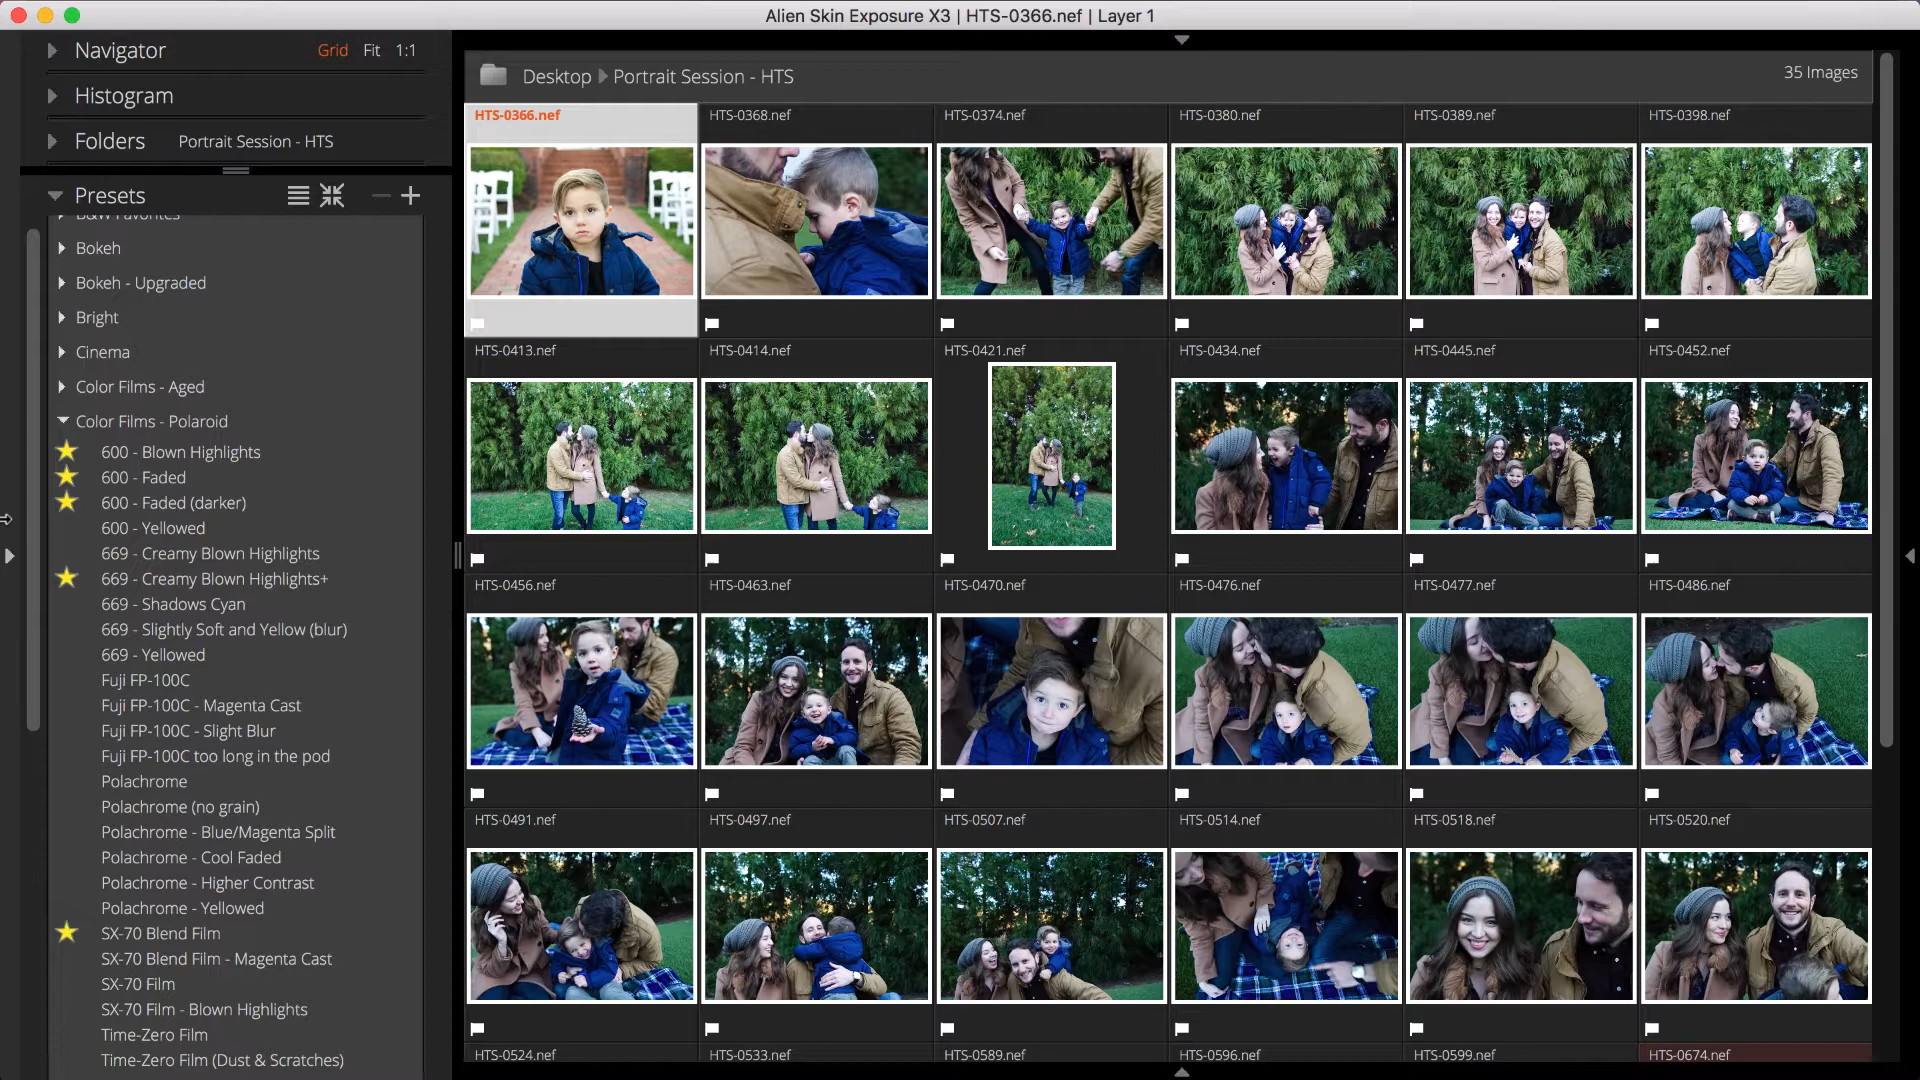 Alien Skin Exposure X3 | HTS-0366.nef | Layer 1
Navigator Grid Fit 1:1
Histogram
Folders Portrait Session - HTS
Presets
B&W Favorites
Bokeh
Bokeh - Upgraded
Bright
Cinema
Color Films - Aged
Color Films - Polaroid
600 - Blown Highlights
600 - Faded
600 - Faded (darker)
600 - Yellowed
669 - Creamy Blown Highlights
669 - Creamy Blown Highlights+
669 - Shadows Cyan
669 - Slightly Soft and Yellow (blur)
669 - Yellowed
Fuji FP-100C
Fuji FP-100C - Magenta Cast
Fuji FP-100C - Slight Blur
Fuji FP-100C too long in the pod
Polachrome
Polachrome (no grain)
Polachrome - Blue/Magenta Split
Polachrome - Cool Faded
Polachrome - Higher Contrast
Polachrome - Yellowed
SX-70 Blend Film
SX-70 Blend Film - Magenta Cast
SX-70 Film
SX-70 Film - Blown Highlights
Time-Zero Film
Time-Zero Film (Dust & Scratches)
Desktop Portrait Session - HTS 35 Images
HTS-0366.nef HTS-0368.nef HTS-0374.nef HTS-0380.nef HTS-0389.nef HTS-0398.nef
HTS-0413.nef HTS-0414.nef HTS-0421.nef HTS-0434.nef HTS-0445.nef HTS-0452.nef
HTS-0456.nef HTS-0463.nef HTS-0470.nef HTS-0476.nef HTS-0477.nef HTS-0486.nef
HTS-0491.nef HTS-0497.nef HTS-0507.nef HTS-0514.nef HTS-0518.nef HTS-0520.nef
HTS-0524.nef HTS-0533.nef HTS-0589.nef HTS-0596.nef HTS-0599.nef HTS-0674.nef